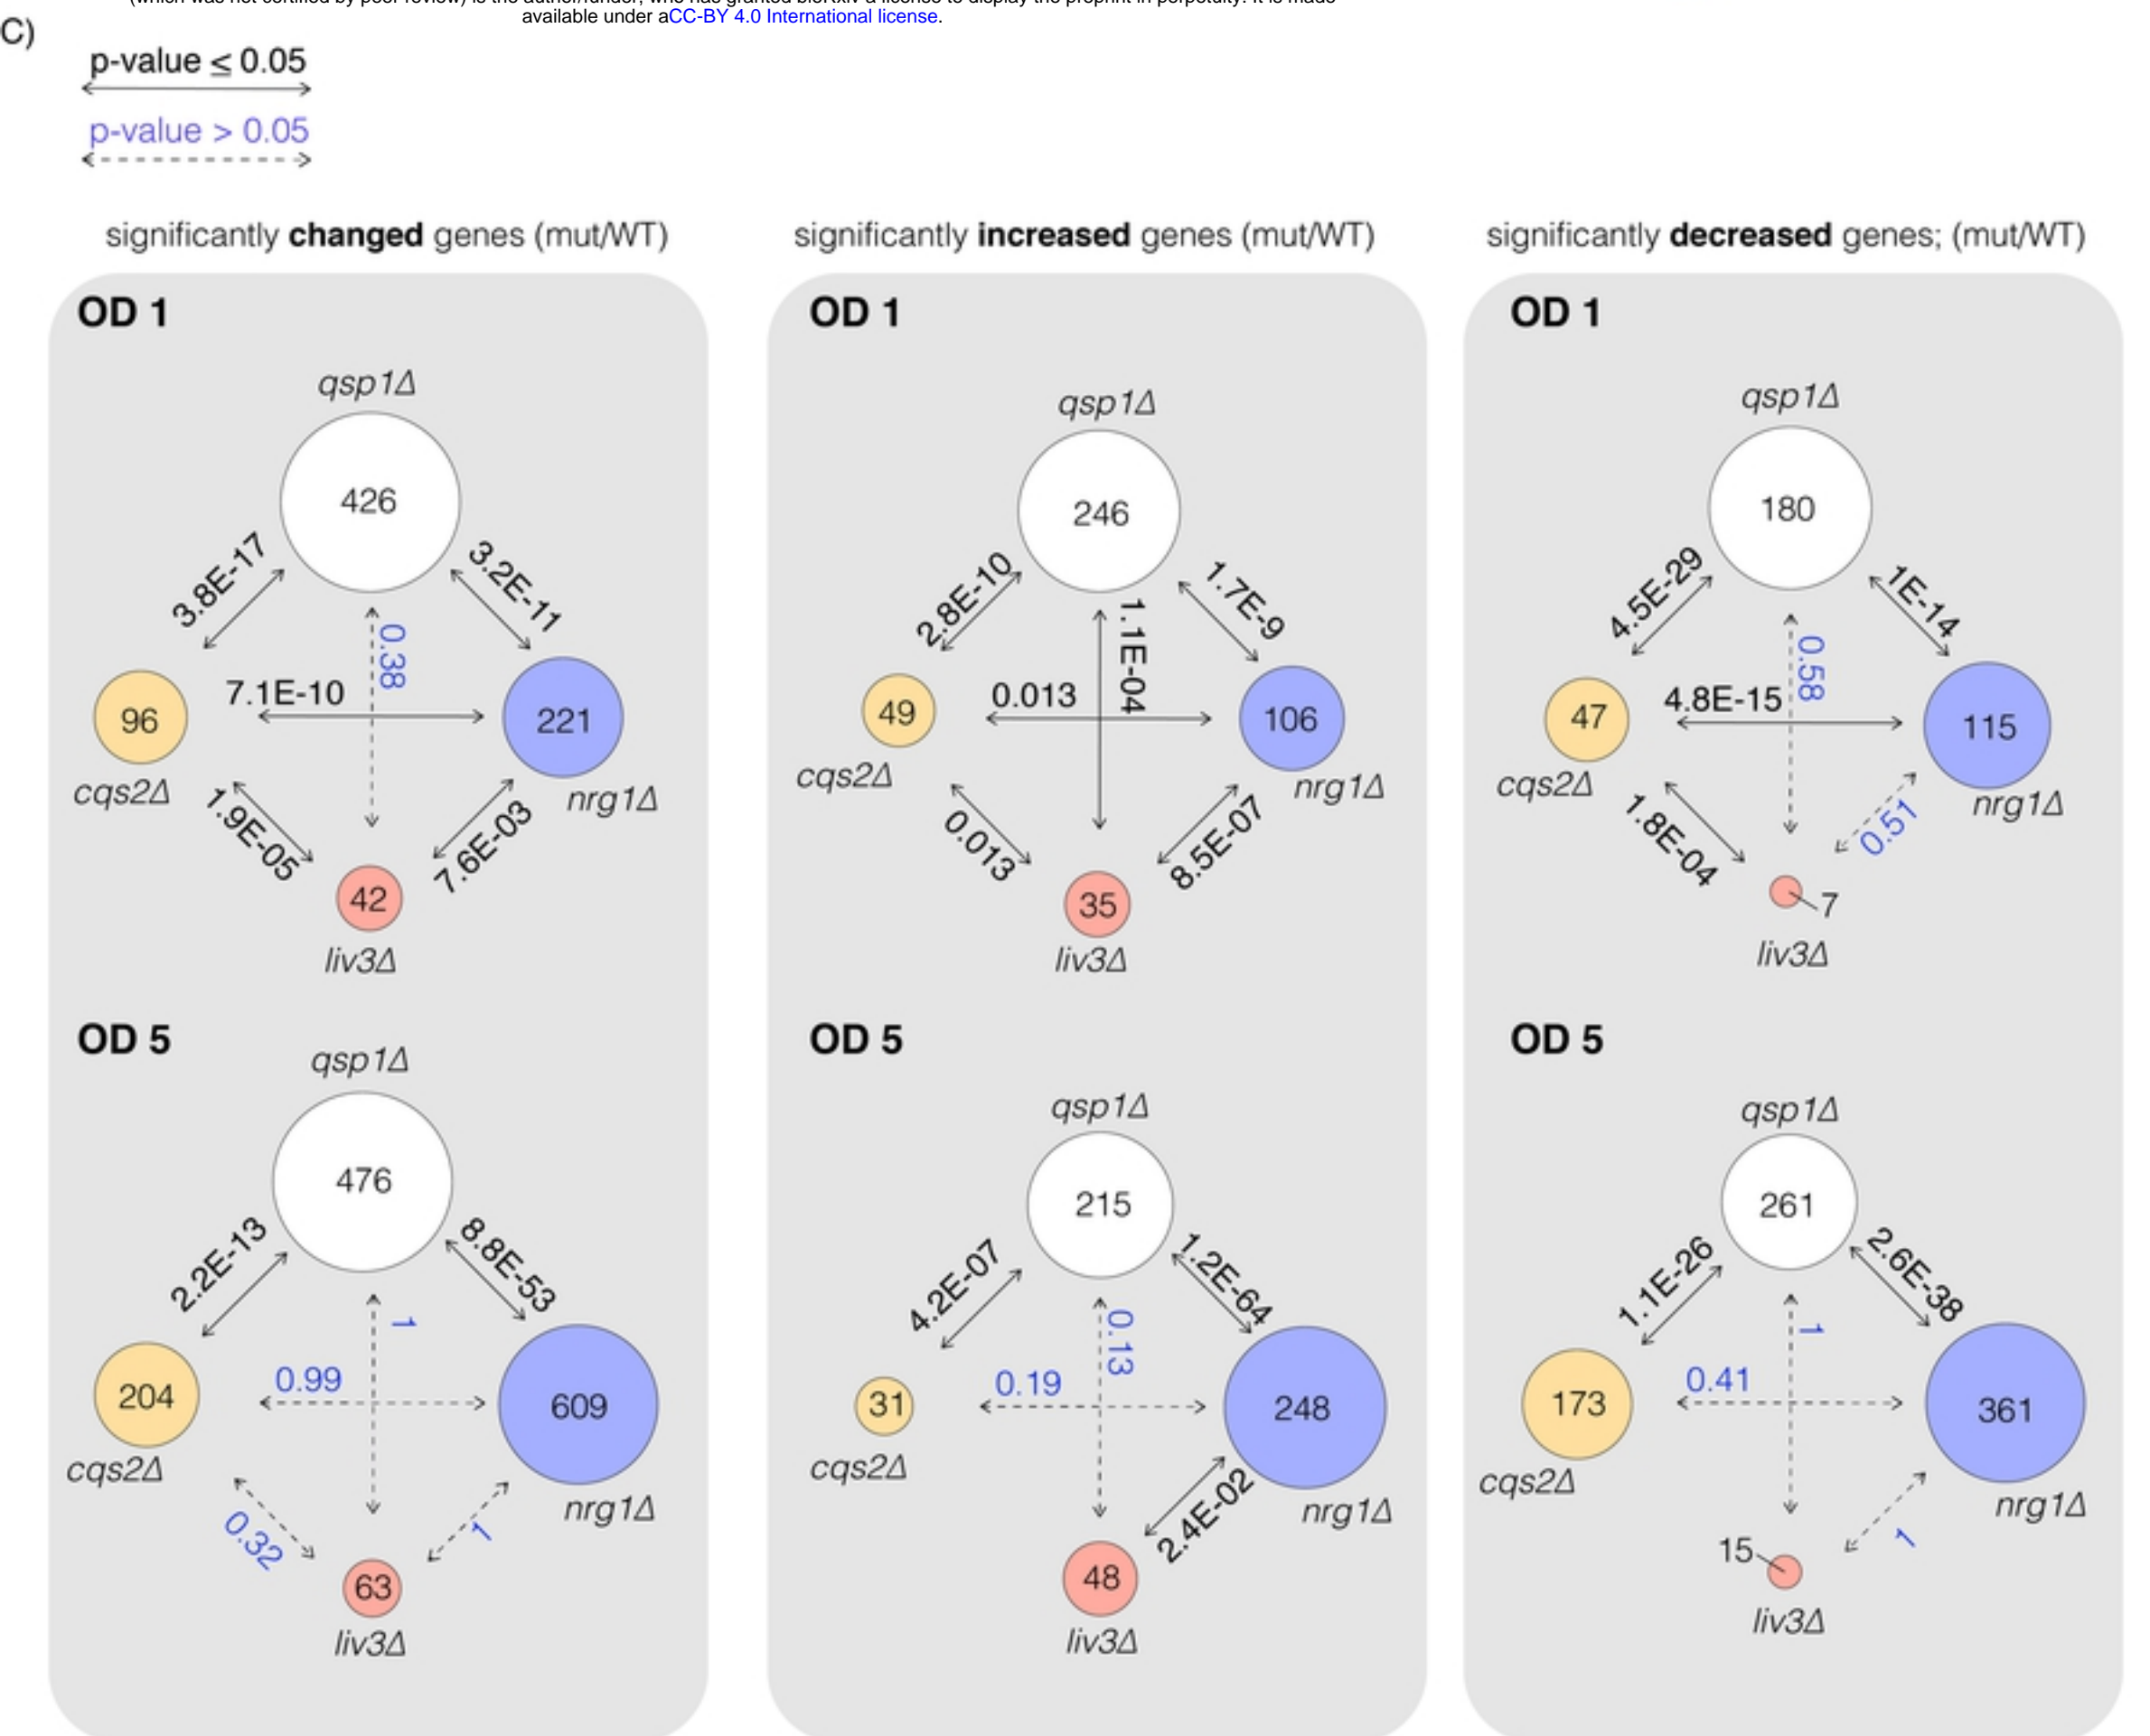 available under aCC-BY 4.0 International license.
C)
p-value ≤ 0.05
p-value > 0.05
significantly changed genes (mut/WT)
OD 1
qsp1Δ
426
3.8E-17
3.2E-11
0.38
7.1E-10
96
221
cqs2Δ
nrg1Δ
1.9E-05
7.6E-03
42
liv3Δ
OD 5
qsp1Δ
476
2.2E-13
8.8E-53
1
0.99
204
609
cqs2Δ
nrg1Δ
0.32
1
63
liv3Δ
significantly increased genes (mut/WT)
OD 1
qsp1Δ
246
2.8E-10
1.7E-9
1.1E-04
0.013
49
106
cqs2Δ
nrg1Δ
0.013
8.5E-07
35
liv3Δ
OD 5
qsp1Δ
215
4.2E-07
1.2E-64
0.13
0.19
31
248
cqs2Δ
nrg1Δ
2.4E-02
48
liv3Δ
significantly decreased genes; (mut/WT)
OD 1
qsp1Δ
180
4.5E-29
1E-14
0.58
4.8E-15
47
115
cqs2Δ
nrg1Δ
1.8E-04
0.51
7
liv3Δ
OD 5
qsp1Δ
261
1.1E-26
2.6E-38
1
0.41
173
361
cqs2Δ
nrg1Δ
1
15
liv3Δ